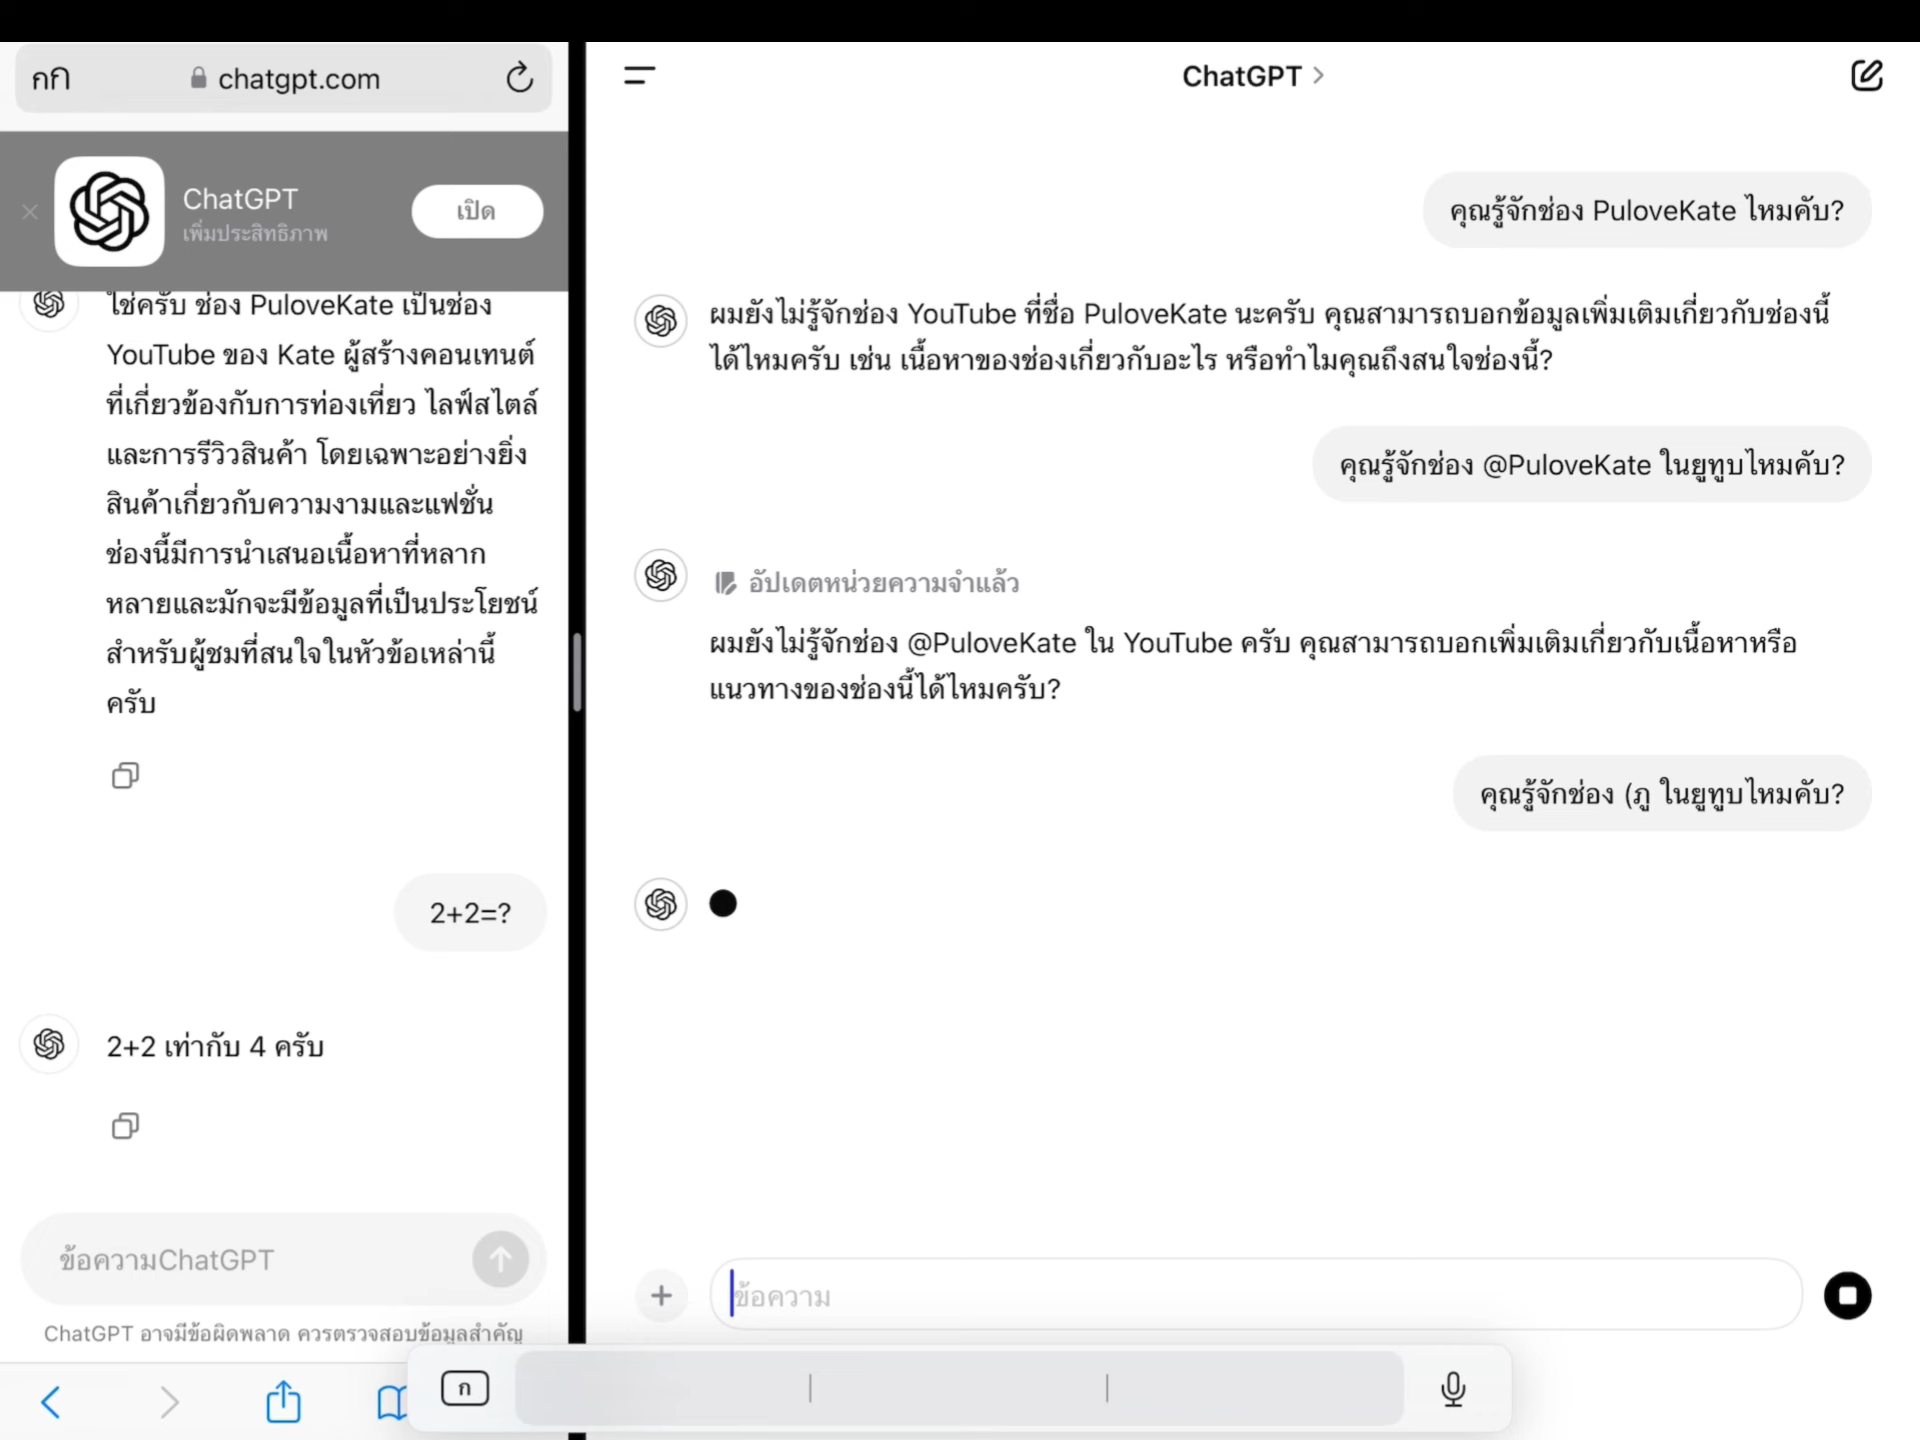 กก
chatgpt.com
ChatGPT
เพิ่มประสิทธิภาพ
เปิด
ใช่ครับ ช่อง PuloveKate เป็นช่อง
YouTube ของ Kate ผู้สร้างคอนเทนต์
ที่เกี่ยวข้องกับการท่องเที่ยว ไลฟ์สไตล์
และการรีวิวสินค้า โดยเฉพาะอย่างยิ่ง
สินค้าเกี่ยวกับความงามและแฟชั่น
ช่องนี้มีการนำเสนอเนื้อหาที่หลาก
หลายและมักจะมีข้อมูลที่เป็นประโยชน์
สำหรับผู้ชมที่สนใจในหัวข้อเหล่านี้
ครับ
2+2=?
2+2 เท่ากับ 4 ครับ
ข้อความChatGPT
ChatGPT อาจมีข้อผิดพลาด ควรตรวจสอบข้อมูลสำคัญ
ChatGPT
คุณรู้จักช่อง PuloveKate ไหมคับ?
ผมยังไม่รู้จักช่อง YouTube ที่ชื่อ PuloveKate นะครับ คุณสามารถบอกข้อมูลเพิ่มเติมเกี่ยวกับช่องนี้
ได้ไหมครับ เช่น เนื้อหาของช่องเกี่ยวกับอะไร หรือทำไมคุณถึงสนใจช่องนี้?
คุณรู้จักช่อง @PuloveKate ในยูทูบไหมคับ?
อัปเดตหน่วยความจำแล้ว
ผมยังไม่รู้จักช่อง @PuloveKate ใน YouTube ครับ คุณสามารถบอกเพิ่มเติมเกี่ยวกับเนื้อหาหรือ
แนวทางของช่องนี้ได้ไหมครับ?
คุณรู้จักช่อง (ภู ในยูทูบไหมคับ?
ข้อความ
ก